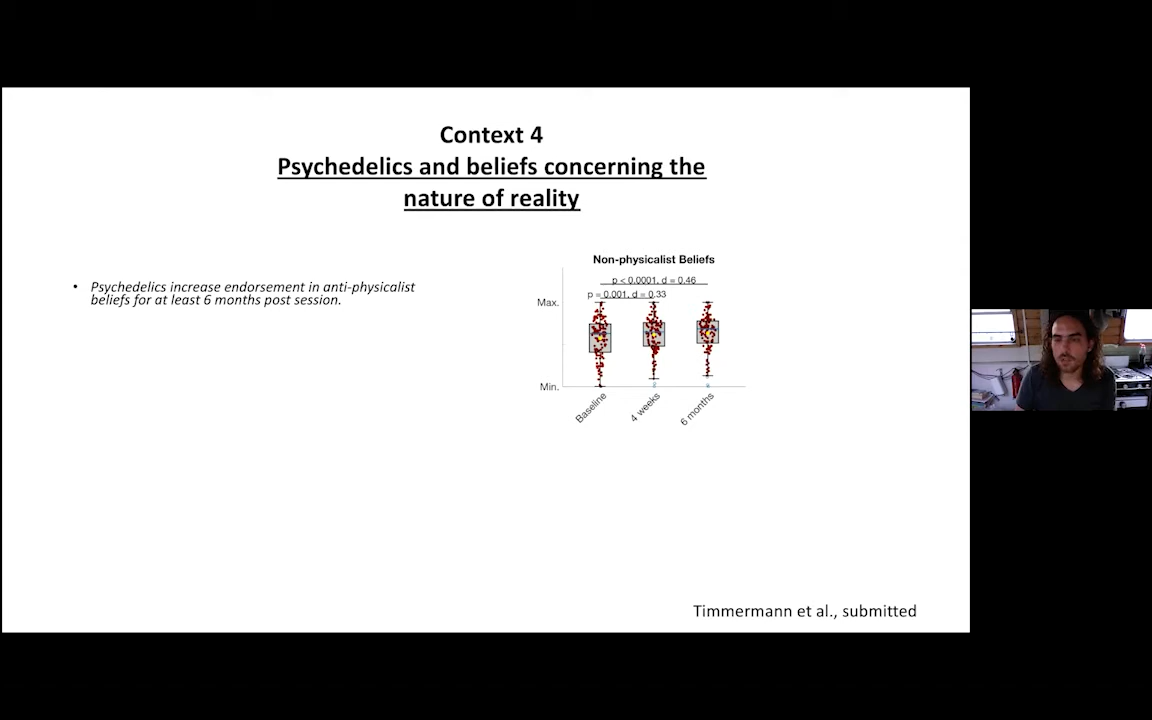 Context 4
Psychedelics and beliefs concerning the
nature of reality
• Psychedelics increase endorsement in anti-physicalist
beliefs for at least 6 months post session.
Non-physicalist Beliefs
p < 0.0001, d = 0.46
p = 0.001, d = 0.33
Max.
Min.
Baseline
4 weeks
6 months
Timmermann et al., submitted